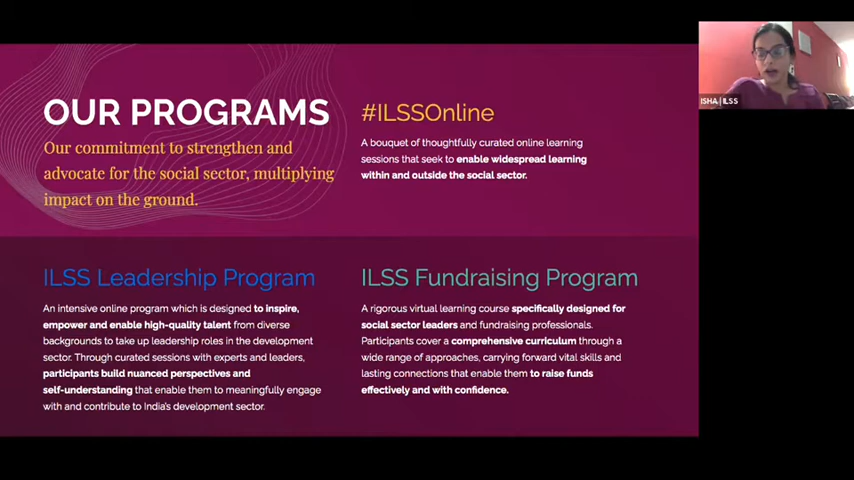 OUR PROGRAMS
Our commitment to strengthen and
advocate for the social sector, multiplying
impact on the ground.
#ILSSOnline
A bouquet of thoughtfully curated online learning
sessions that seek to enable widespread learning
within and outside the social sector.
ILSS Leadership Program
An intensive online program which is designed to inspire,
empower and enable high-quality talent from diverse
backgrounds to take up leadership roles in the development
sector. Through curated sessions with experts and leaders,
participants build nuanced perspectives and
self-understanding that enable them to meaningfully engage
with and contribute to India's development sector.
ILSS Fundraising Program
A rigorous virtual learning course specifically designed for
social sector leaders and fundraising professionals.
Participants cover a comprehensive curriculum through a
wide range of approaches, carrying forward vital skills and
lasting connections that enable them to raise funds
effectively and with confidence.
ISHA | ILSS